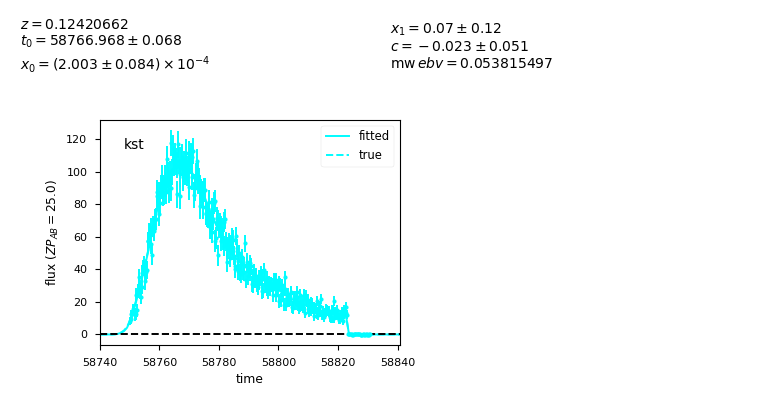 z = 0.12420662
t₀ = 58766.968 ± 0.068
x₀ = (2.003 ± 0.084) × 10⁻⁴
x₁ = 0.07 ± 0.12
c = −0.023 ± 0.051
mw ebv = 0.053815497
kst
fitted
true
120
100
80
60
40
20
0
flux (ZP_AB = 25.0)
58740 58760 58780 58800 58820 58840
time